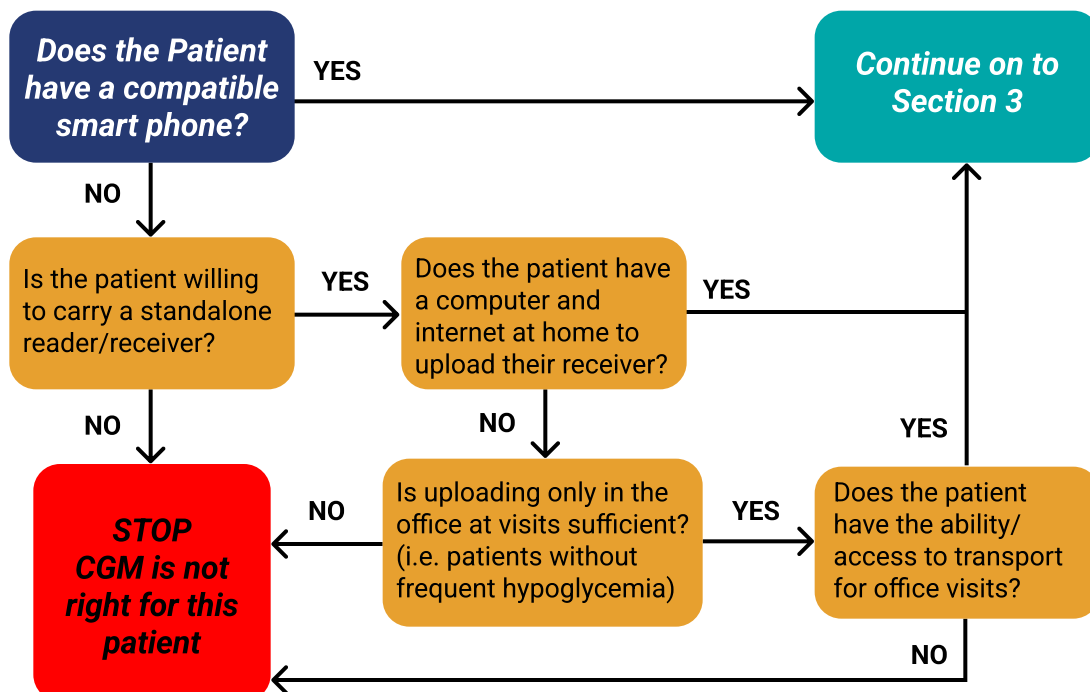 Does the Patient
have a compatible
smart phone?
YES
Continue on to
Section 3
NO
Is the patient willing
to carry a standalone
reader/receiver?
YES
Does the patient have
a computer and
internet at home to
upload their receiver?
YES
NO
NO
YES
STOP
CGM is not
right for this
patient
NO
Is uploading only in the
office at visits sufficient?
(i.e. patients without
frequent hypoglycemia)
YES
Does the patient
have the ability/
access to transport
for office visits?
NO